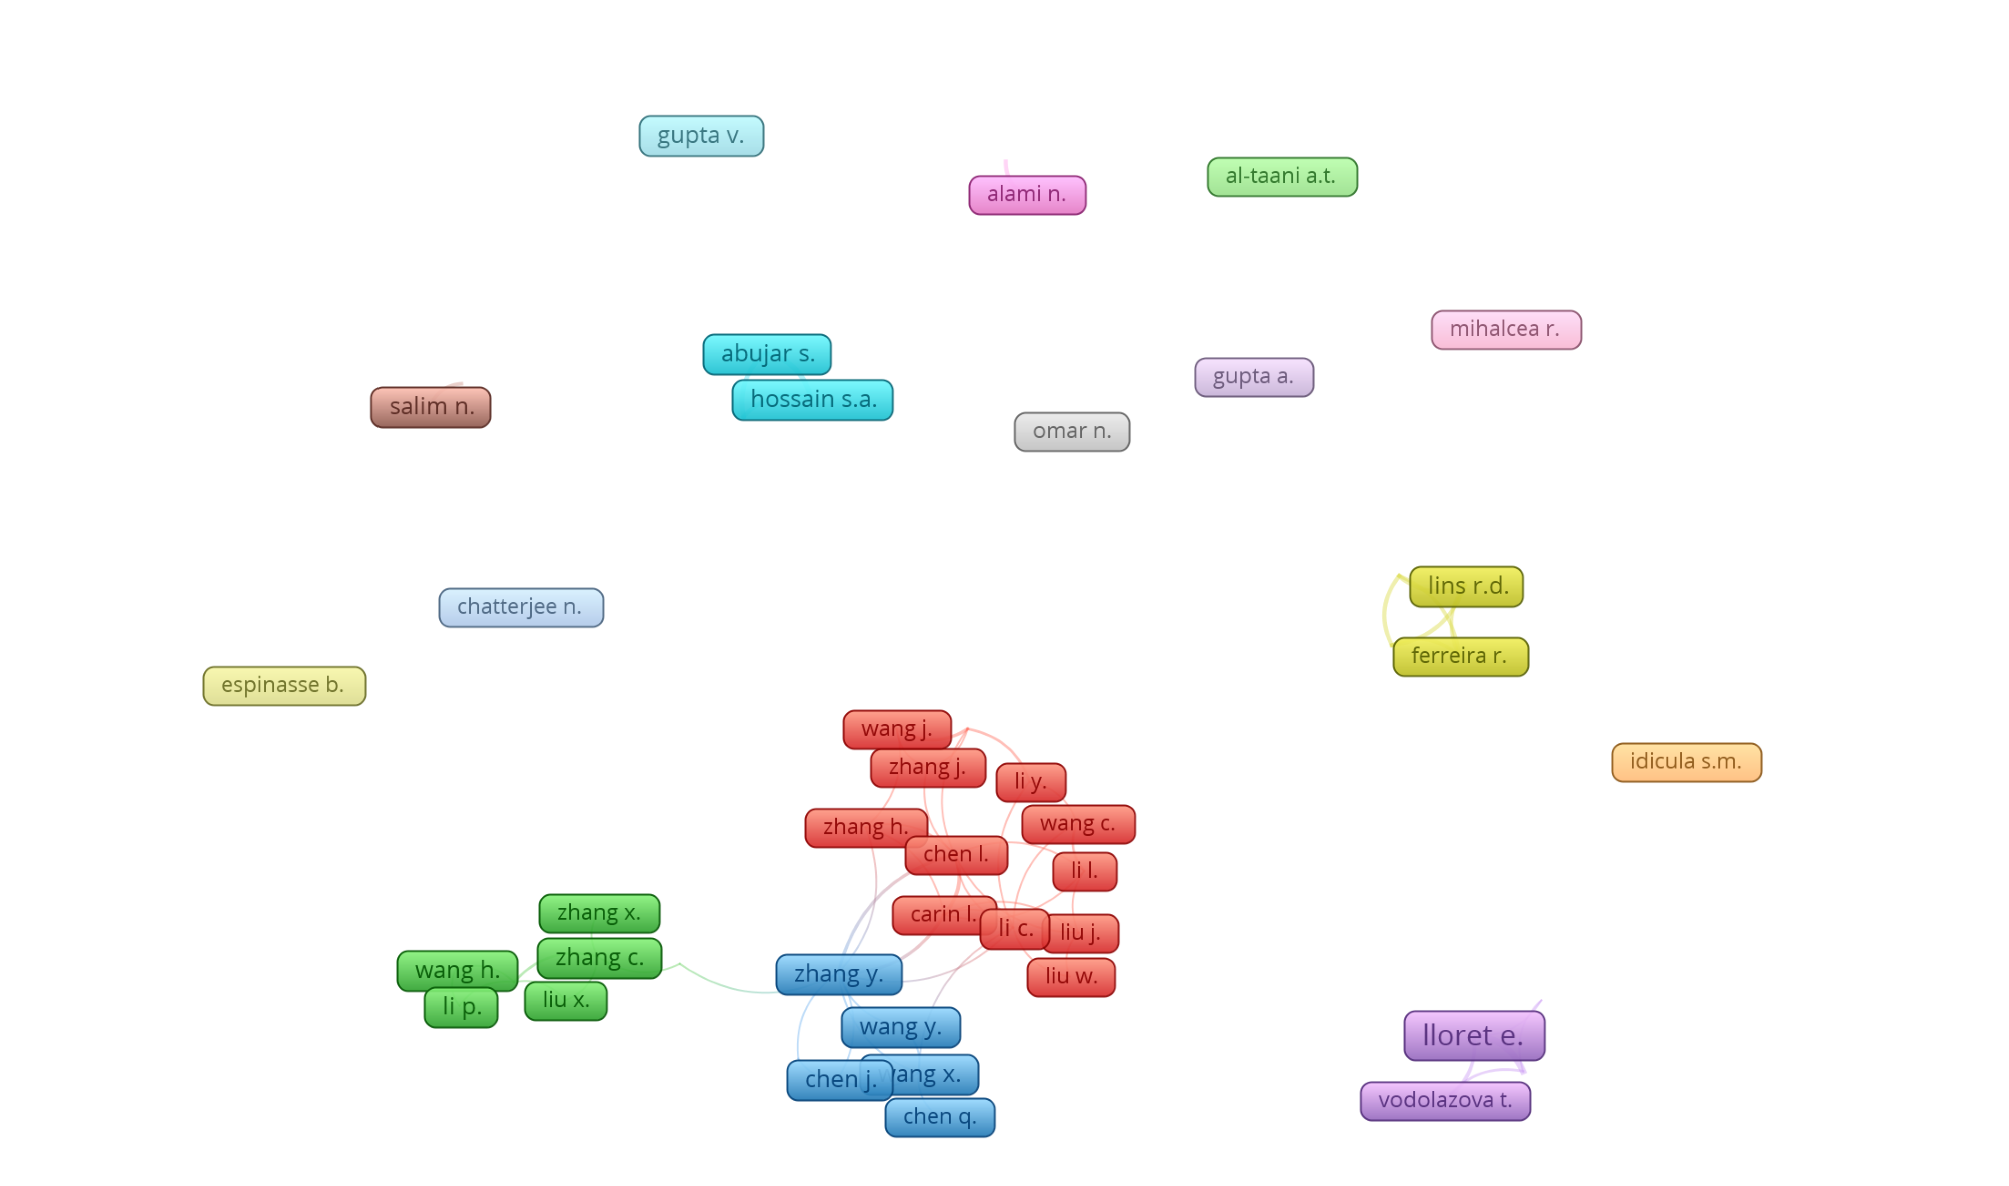 gupta v.
alami n.
al-taani a.t.
mihalcea r.
abujar s.
gupta a.
salim n.
hossain s.a.
omar n.
lins r.d.
chatterjee n.
ferreira r.
espinasse b.
wang j.
idicula s.m.
zhang j.
li y.
zhang h.
wang c.
chen l.
li l.
zhang x.
carin l.
li c.
liu j.
zhang c.
wang h.
zhang y.
liu w.
liu x.
li p.
wang y.
lloret e.
chen j.
wang x.
vodolazova t.
chen q.